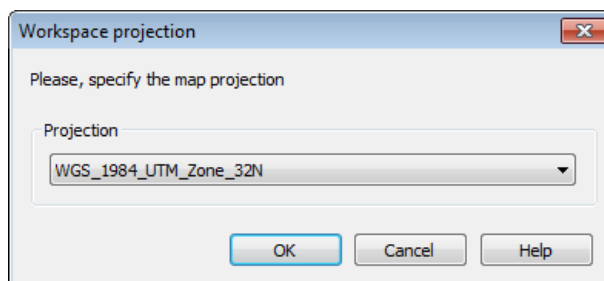 Workspace projection
Please, specify the map projection
Projection
WGS_1984_UTM_Zone_32N
OK Cancel Help